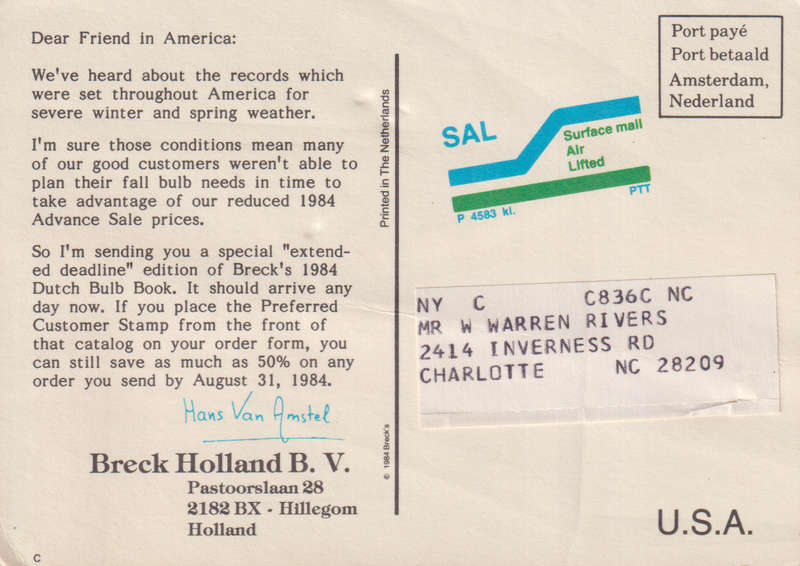 Dear Friend in America:
We've heard about the records which
were set throughout America for
severe winter and spring weather.
I'm sure those conditions mean many
of our good customers weren't able to
plan their fall bulb needs in time to
take advantage of our reduced 1984
Advance Sale prices.
So I'm sending you a special "extend-
ed deadline" edition of Breck's 1984
Dutch Bulb Book. It should arrive any
day now. If you place the Preferred
Customer Stamp from the front of
that catalog on your order form, you
can still save as much as 50% on any
order you send by August 31, 1984.
Hans Van Amstel
Breck Holland B. V.
Pastoorslaan 28
2182 BX - Hillegom
Holland
C
Printed in The Netherlands
© 1984 Breck's
Port payé
Port betaald
Amsterdam,
Nederland
SAL
Surface mail
Air
Lifted
PTT
P 4583 kl.
NY C C836C NC
MR W WARREN RIVERS
2414 INVERNESS RD
CHARLOTTE NC 28209
U.S.A.